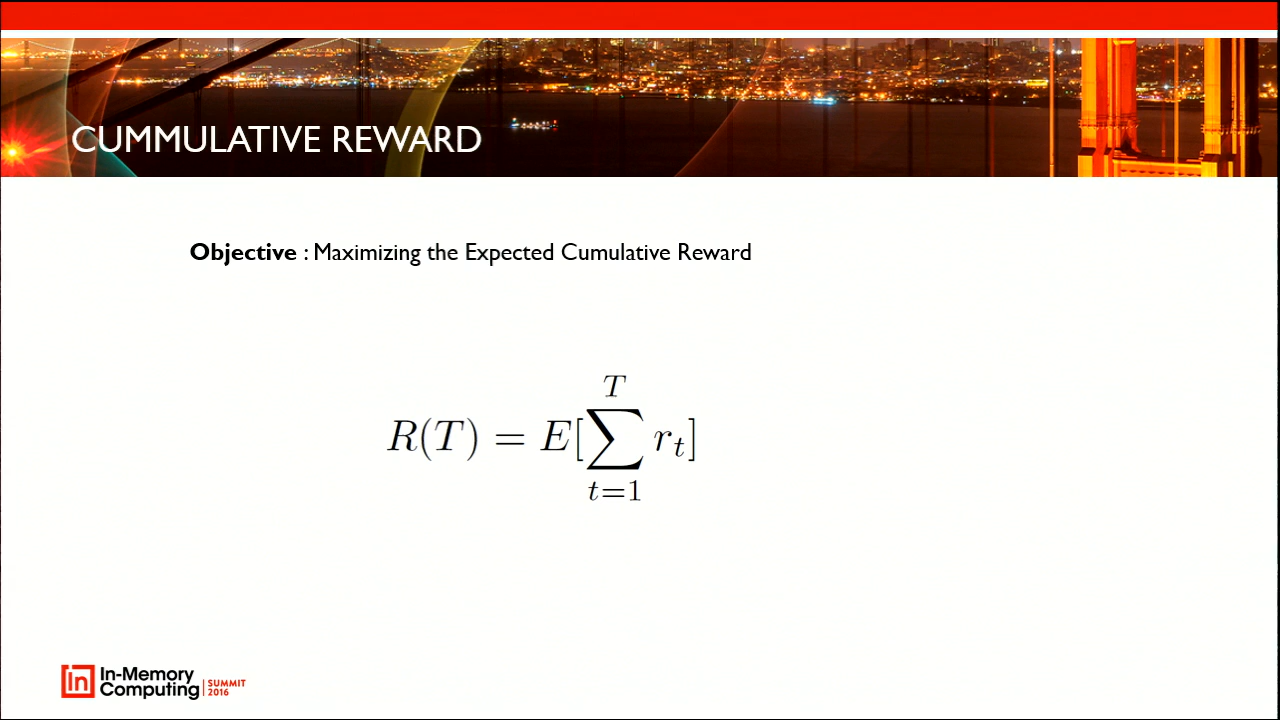 CUMMULATIVE REWARD
Objective : Maximizing the Expected Cumulative Reward
T
R(T) = E[∑ r_t]
t=1
In-Memory
Computing
SUMMIT
2016